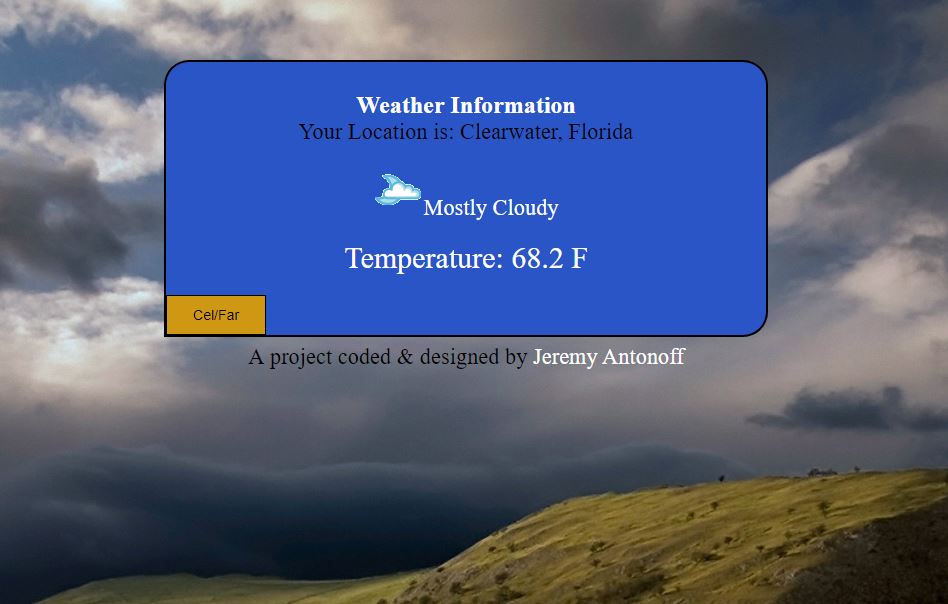 Weather Information
Your Location is: Clearwater, Florida
Mostly Cloudy
Temperature: 68.2 F
Cel/Far
A project coded & designed by Jeremy Antonoff